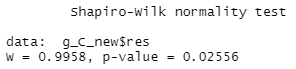 Shapiro-Wilk normality test
data:  g_C_new$res
W = 0.9958, p-value = 0.02556